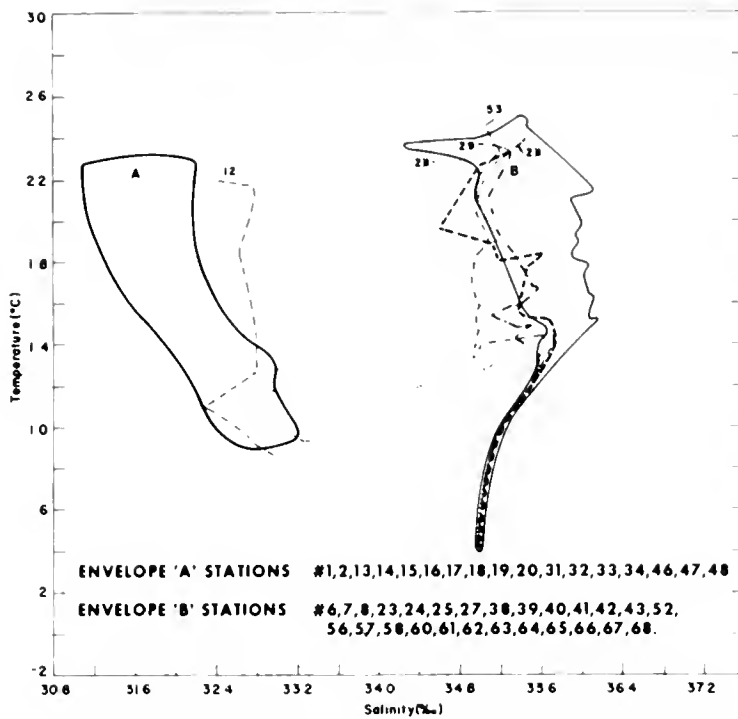 30
26
22
18
14
10
6
2
-2
Temperature (°C)
A
12
53
29
28
B
28
ENVELOPE 'A' STATIONS #1,2,13,14,15,16,17,18,19,20,31,32,33,34,46,47,48
ENVELOPE 'B' STATIONS #6,7,8,23,24,25,27,38,39,40,41,42,43,52,
56,57,58,60,61,62,63,64,65,66,67,68.
30.6 31.6 32.4 33.2 34.0 34.8 35.6 36.4 37.2
Salinity(‰)